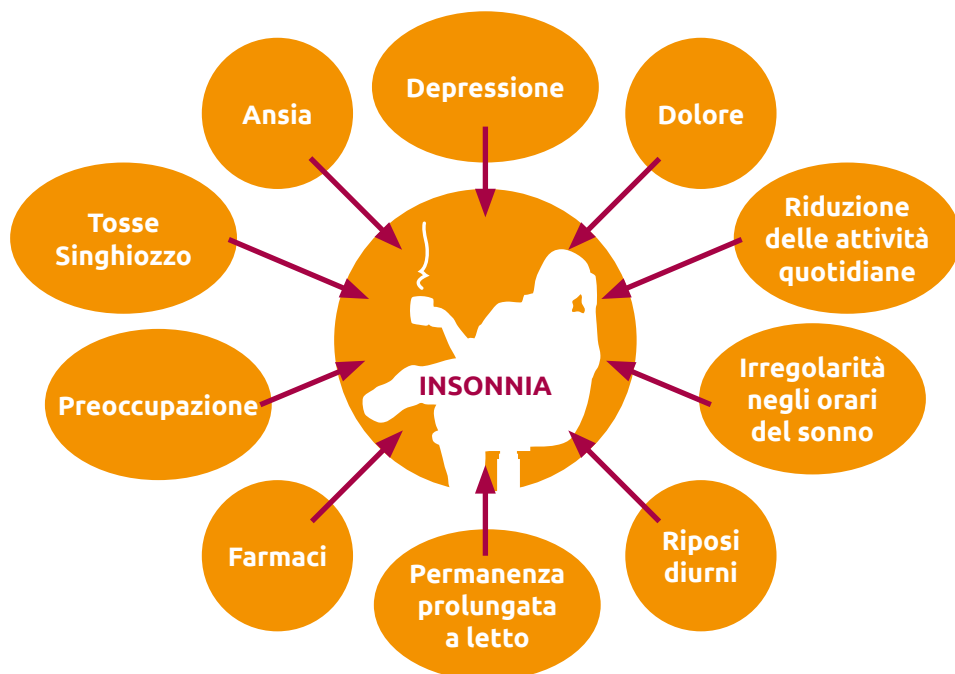 Depressione
Ansia
Dolore
Tosse
Singhiozzo
Riduzione
delle attività
quotidiane
INSONNIA
Preoccupazione
Irregolarità
negli orari
del sonno
Farmaci
Permanenza
prolungata
a letto
Riposi
diurni